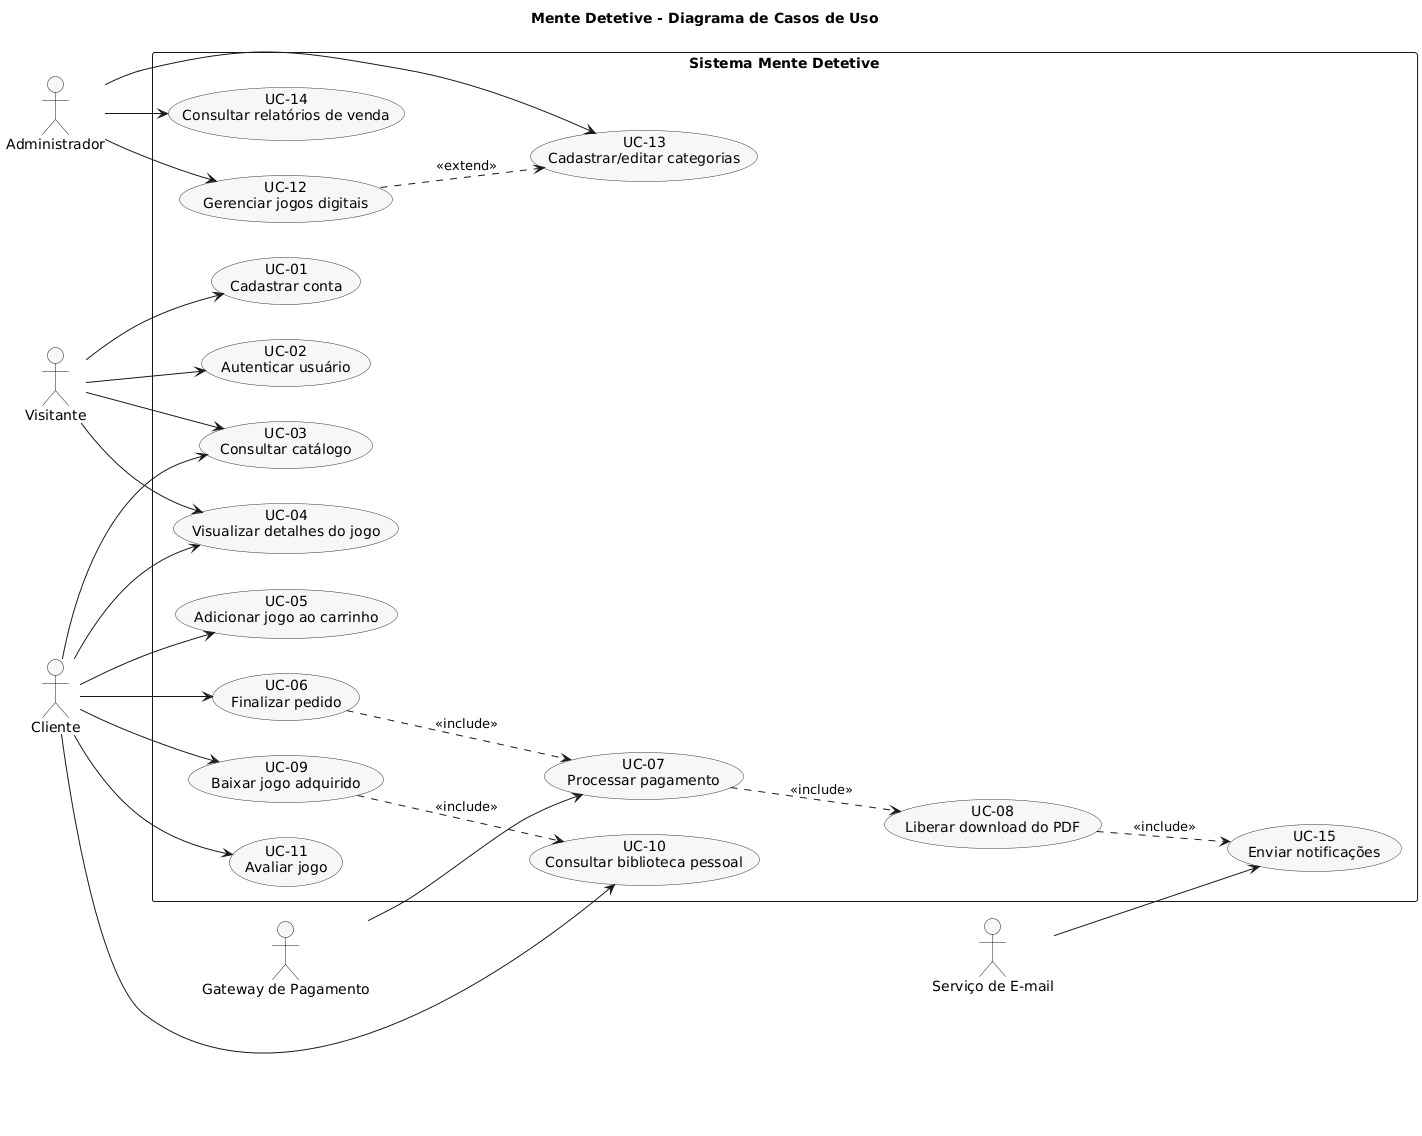 Mente Detetive - Diagrama de Casos de Uso
Sistema Mente Detetive
Administrador
UC-14
Consultar relatórios de venda
UC-13
Cadastrar/editar categorias
«extend»
UC-12
Gerenciar jogos digitais
UC-01
Cadastrar conta
UC-02
Autenticar usuário
Visitante
UC-03
Consultar catálogo
UC-04
Visualizar detalhes do jogo
UC-05
Adicionar jogo ao carrinho
UC-06
Finalizar pedido
Cliente
«include»
UC-09
Baixar jogo adquirido
UC-07
Processar pagamento
«include»
UC-08
Liberar download do PDF
«include»
«include»
UC-15
Enviar notificações
UC-11
Avaliar jogo
UC-10
Consultar biblioteca pessoal
Gateway de Pagamento
Serviço de E-mail